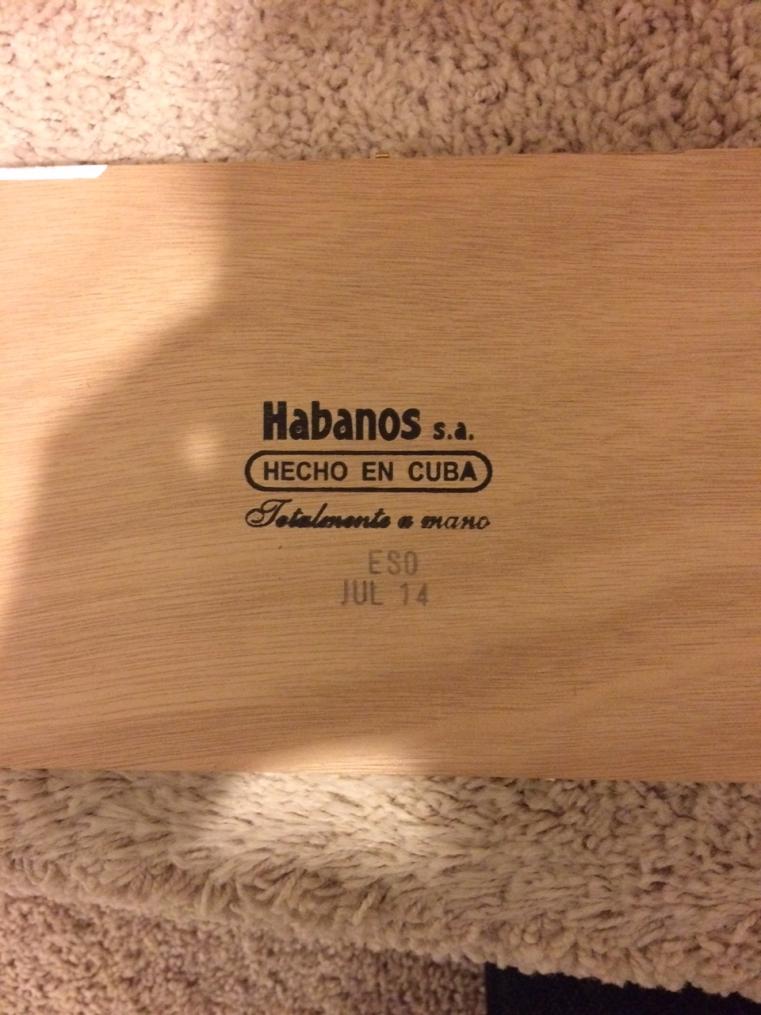 Habanos s.a.
HECHO EN CUBA
Totalmente a mano
ESO
JUL 14